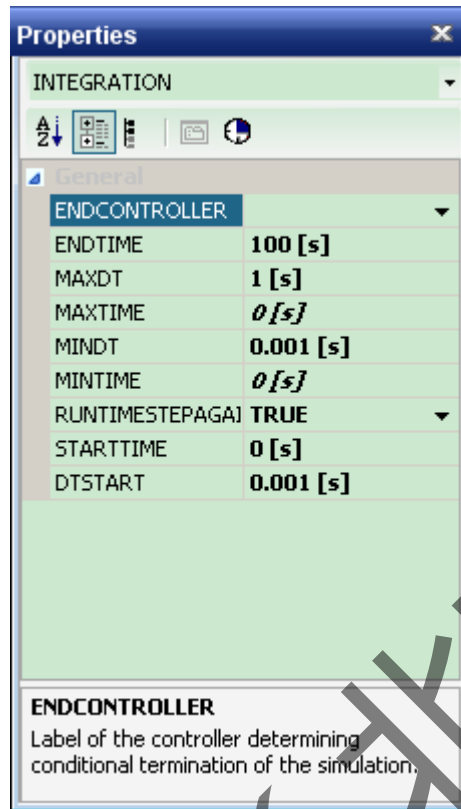 Properties
INTEGRATION
General
ENDCONTROLLER
ENDTIME 100 [s]
MAXDT 1 [s]
MAXTIME 0 [s]
MINDT 0.001 [s]
MINTIME 0 [s]
RUNTIMESTEPAGAI TRUE
STARTTIME 0 [s]
DTSTART 0.001 [s]
ENDCONTROLLER
Label of the controller determining
conditional termination of the simulation.